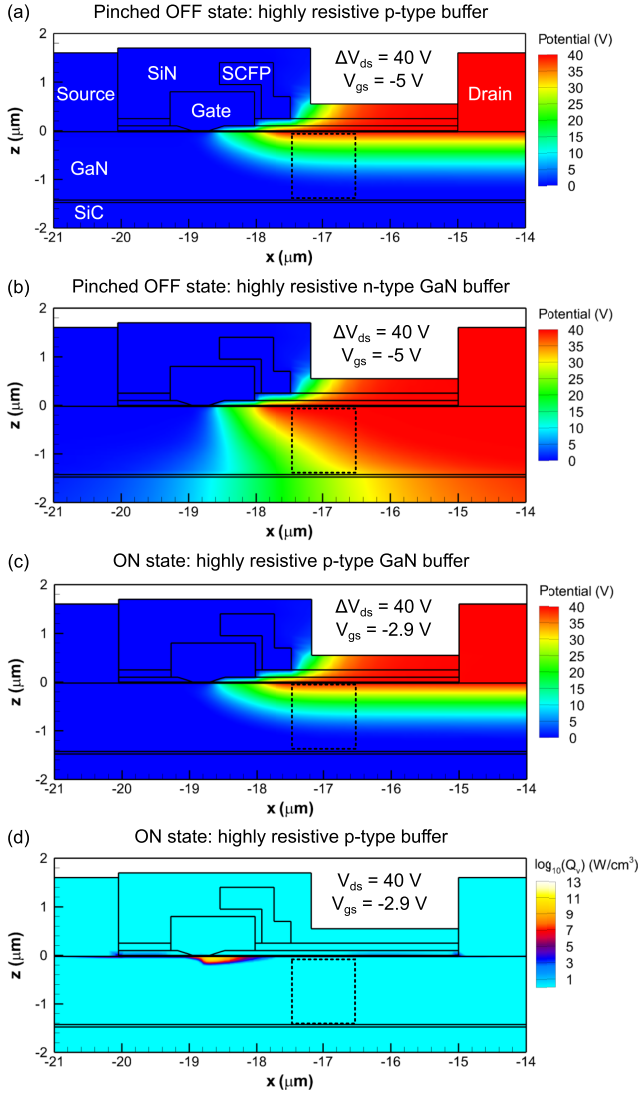 (a) Pinched OFF state: highly resistive p-type buffer
ΔVds = 40 V
Vgs = -5 V
Potential (V)
40
35
30
25
20
15
10
5
0
SiN
SCFP
Source
Gate
Drain
GaN
SiC
z (μm)
2
1
0
-1
-2
-21 -20 -19 -18 -17 -16 -15 -14
x (μm)
(b) Pinched OFF state: highly resistive n-type GaN buffer
ΔVds = 40 V
Vgs = -5 V
Potential (V)
40
35
30
25
20
15
10
5
0
z (μm)
2
1
0
-1
-2
-21 -20 -19 -18 -17 -16 -15 -14
x (μm)
(c) ON state: highly resistive p-type GaN buffer
ΔVds = 40 V
Vgs = -2.9 V
Potential (V)
40
35
30
25
20
15
10
5
0
z (μm)
2
1
0
-1
-2
-21 -20 -19 -18 -17 -16 -15 -14
x (μm)
(d) ON state: highly resistive p-type buffer
Vds = 40 V
Vgs = -2.9 V
log10(Qv) (W/cm3)
13
11
9
7
5
3
1
z (μm)
2
1
0
-1
-2
-21 -20 -19 -18 -17 -16 -15 -14
x (μm)